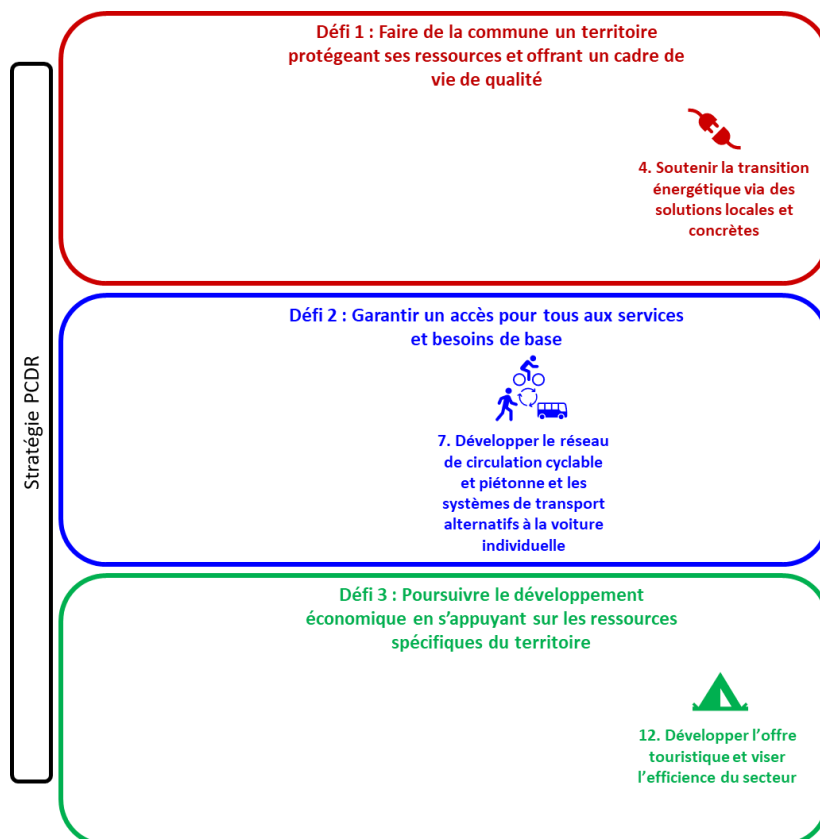 Stratégie PCDR
Défi 1 : Faire de la commune un territoire
protégeant ses ressources et offrant un cadre de
vie de qualité
4. Soutenir la transition
énergétique via des
solutions locales et
concrètes
Défi 2 : Garantir un accès pour tous aux services
et besoins de base
7. Développer le réseau
de circulation cyclable
et piétonne et les
systèmes de transport
alternatifs à la voiture
individuelle
Défi 3 : Poursuivre le développement
économique en s’appuyant sur les ressources
spécifiques du territoire
12. Développer l’offre
touristique et viser
l’efficience du secteur